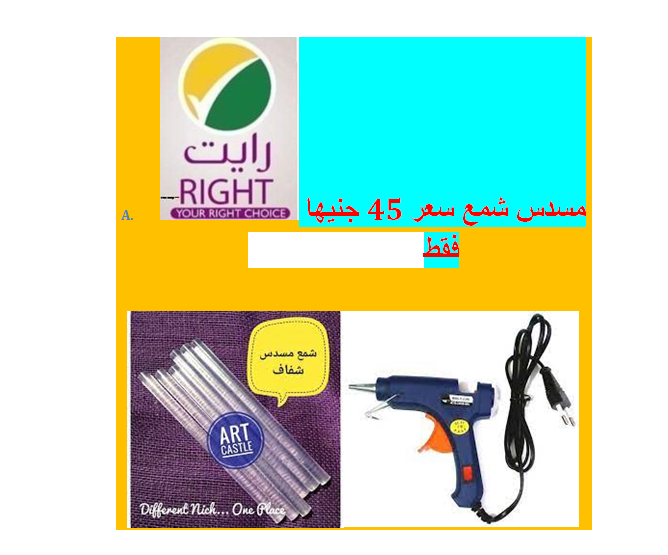 رايت
RIGHT
YOUR RIGHT CHOICE
A.
مسدس شمع سعر 45 جنيها
فقط
شمع مسدس
شفاف
ART
CASTLE
Different Nich... One Place